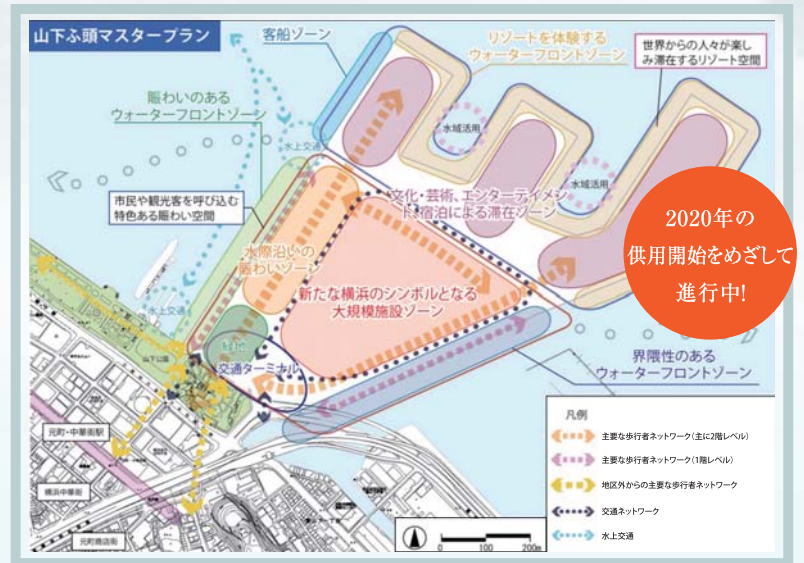 山下ふ頭マスタープラン
客船ゾーン
リゾートを体験する
ウォーターフロントゾーン
世界からの人々が楽し
み滞在するリゾート空間
賑わいのある
ウォーターフロントゾーン
水上交通
水域活用
水域活用
市民や観光客を呼び込む
特色ある賑わい空間
文化・芸術、エンターテイメン
ト、宿泊による滞在ゾーン
2020年の
供用開始をめざして
進行中!
水際沿いの
賑わいゾーン
新たな横浜のシンボルとなる
大規模施設ゾーン
水上交通
緑地
山下公園
交通ターミナル
界隈性のある
ウォーターフロントゾーン
元町・中華街駅
横浜中華街
元町商店街
凡例
主要な歩行者ネットワーク(主に2階レベル)
主要な歩行者ネットワーク(1階レベル)
地区外からの主要な歩行者ネットワーク
交通ネットワーク
水上交通
0 100 200m